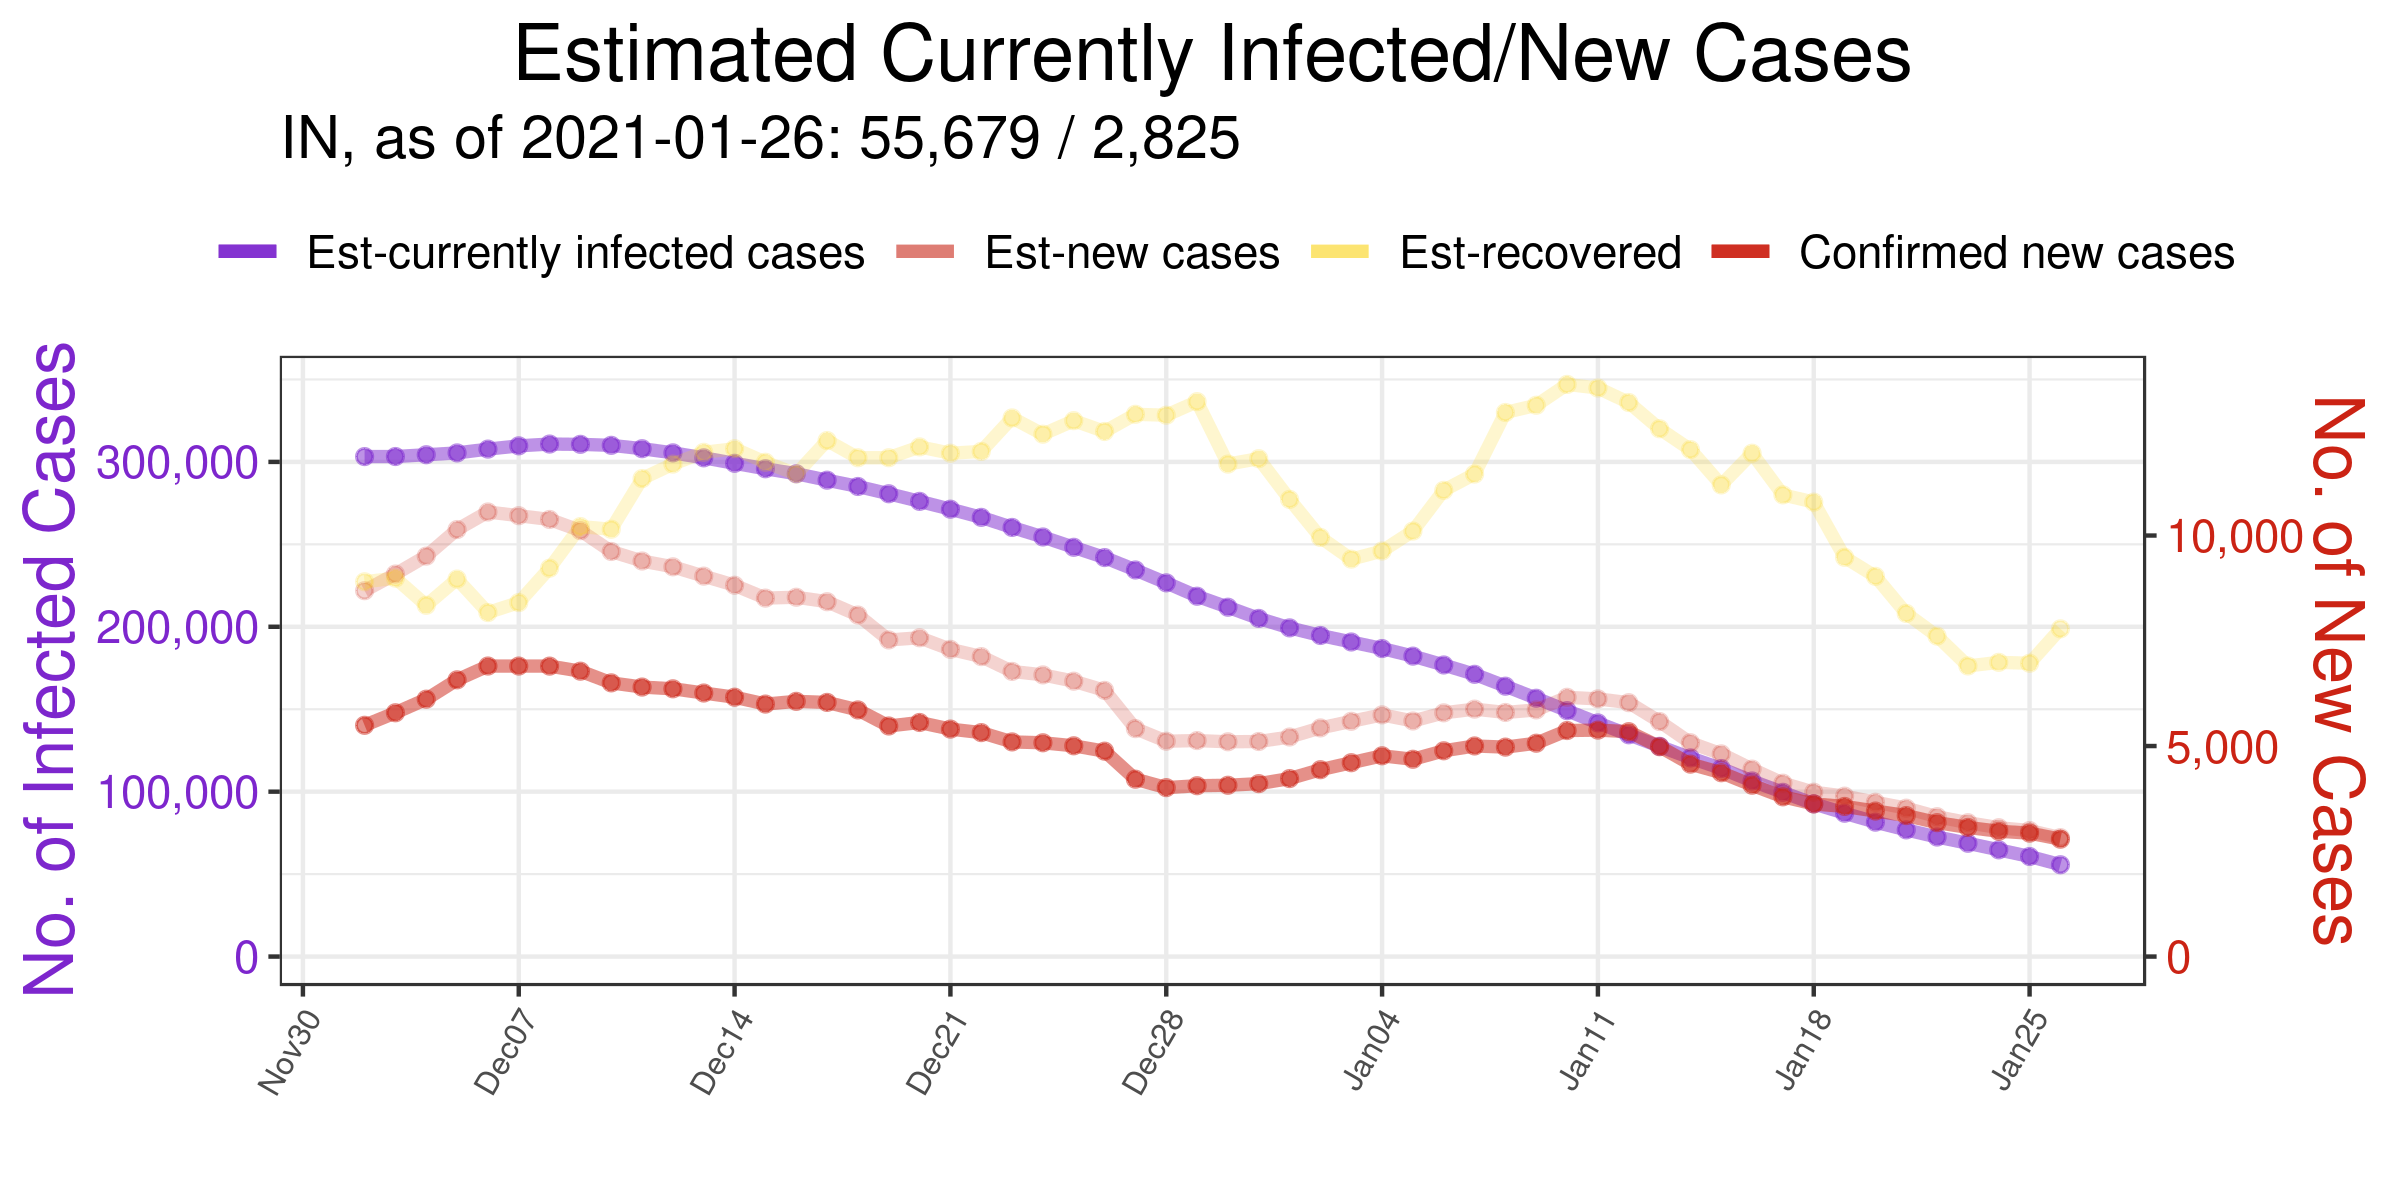 Estimated Currently Infected/New Cases
IN, as of 2021-01-26: 55,679 / 2,825
Est-currently infected cases Est-new cases Est-recovered Confirmed new cases
No. of Infected Cases
300,000
200,000
100,000
0
10,000
5,000
0
No. of New Cases
Nov30 Dec07 Dec14 Dec21 Dec28 Jan04 Jan11 Jan18 Jan25